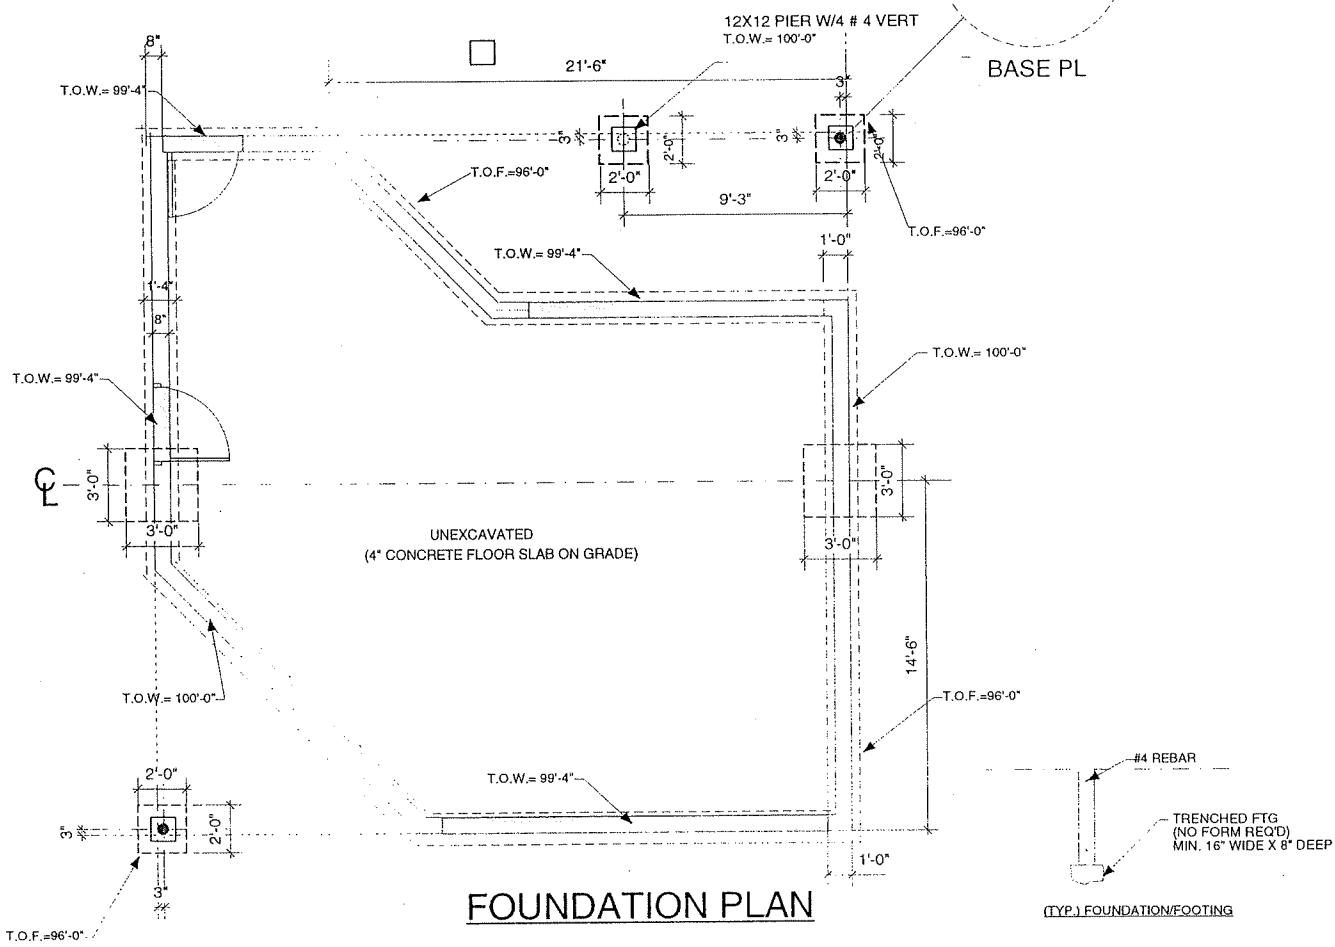 12X12 PIER W/4 # 4 VERT
T.O.W.= 100'-0"
BASE PL
8"
21'-6"
3"
T.O.W.= 99'-4"
3"
2'-0"
3"
2'-0"
T.O.F.=96'-0"
2'-0"
2'-0"
9'-3"
T.O.F.=96'-0"
1'-0"
T.O.W.= 99'-4"
1'-4"
8"
T.O.W.= 100'-0"
T.O.W.= 99'-4"
CL
3'-0"
3'-0"
3'-0"
3'-0"
UNEXCAVATED
(4" CONCRETE FLOOR SLAB ON GRADE)
14'-6"
T.O.W.= 100'-0"
T.O.F.=96'-0"
#4 REBAR
2'-0"
T.O.W.= 99'-4"
3"
2'-0"
TRENCHED FTG
(NO FORM REQ'D)
MIN. 16" WIDE X 8" DEEP
1'-0"
3"
FOUNDATION PLAN
(TYP.) FOUNDATION/FOOTING
T.O.F.=96'-0"